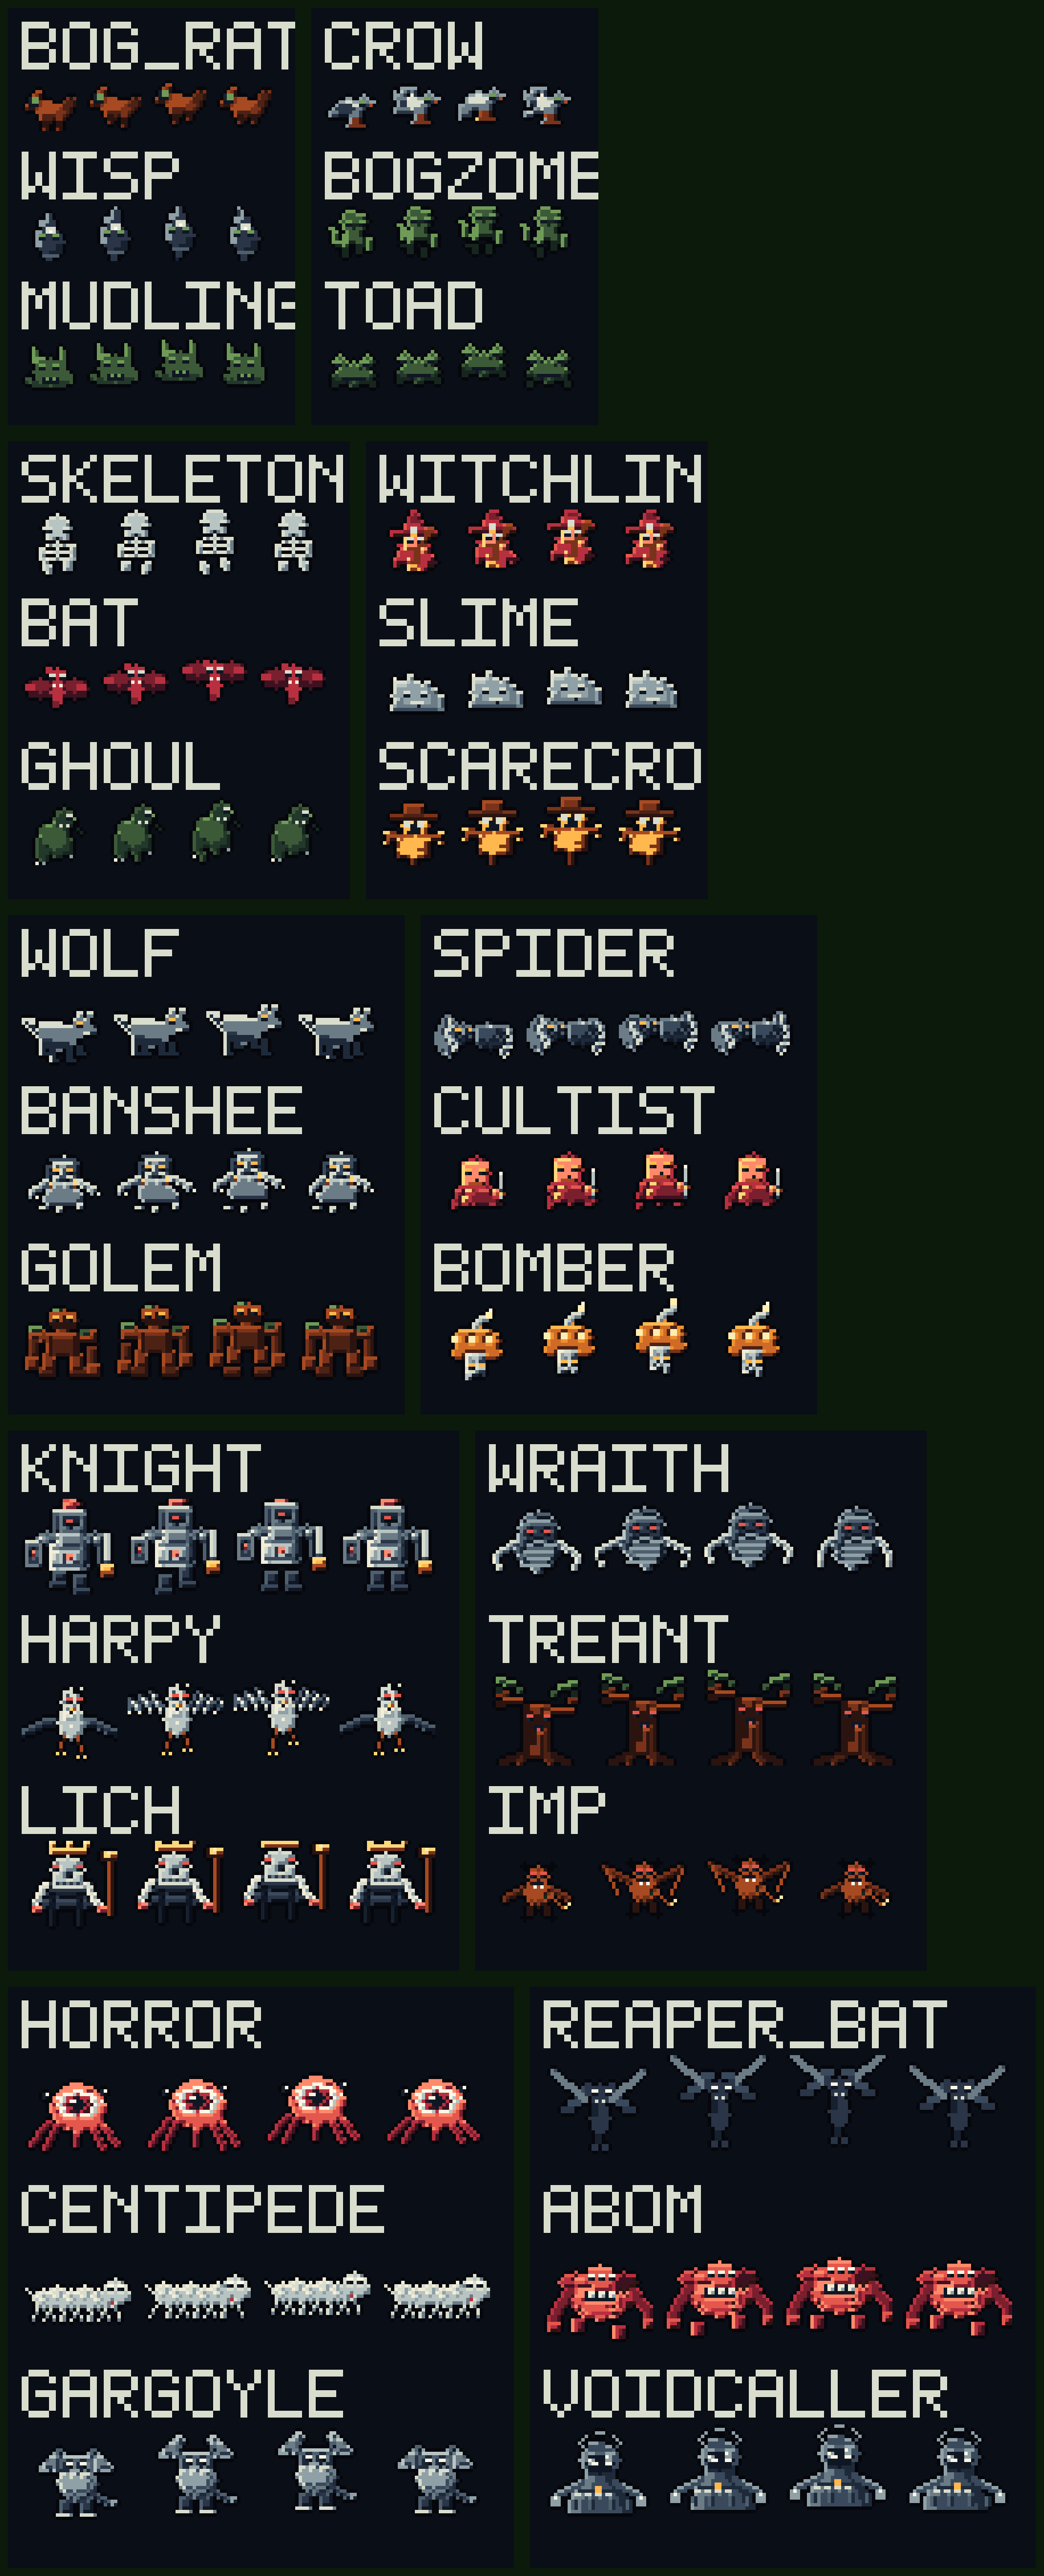 BOG_RAT
CROW
WISP
BOGZOMB
MUDLING
TOAD
SKELETON
WITCHLIN
BAT
SLIME
GHOUL
SCARECRO
WOLF
SPIDER
BANSHEE
CULTIST
GOLEM
BOMBER
KNIGHT
WRAITH
HARPY
TREANT
LICH
IMP
HORROR
REAPER_BAT
CENTIPEDE
ABOM
GARGOYLE
VOIDCALLER